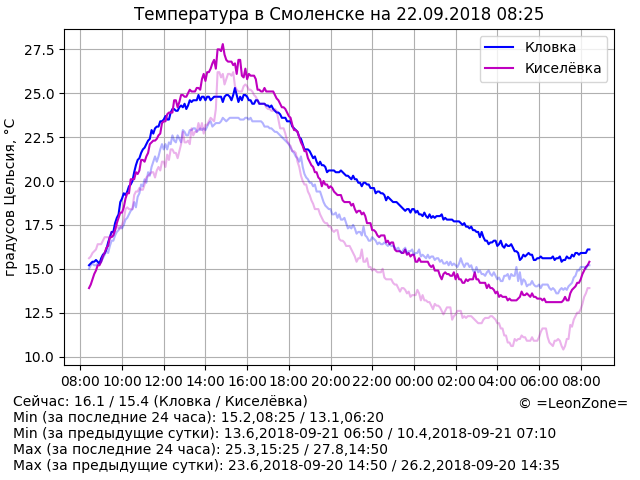 Температура в Смоленске на 22.09.2018 08:25
Кловка
Киселёвка
градусов Цельсия, °C
27.5
25.0
22.5
20.0
17.5
15.0
12.5
10.0
08:00 10:00 12:00 14:00 16:00 18:00 20:00 22:00 00:00 02:00 04:00 06:00 08:00
Сейчас: 16.1 / 15.4 (Кловка / Киселёвка)
© =LeonZone=
Min (за последние 24 часа): 15.2,08:25 / 13.1,06:20
Min (за предыдущие сутки): 13.6,2018-09-21 06:50 / 10.4,2018-09-21 07:10
Max (за последние 24 часа): 25.3,15:25 / 27.8,14:50
Max (за предыдущие сутки): 23.6,2018-09-20 14:50 / 26.2,2018-09-20 14:35